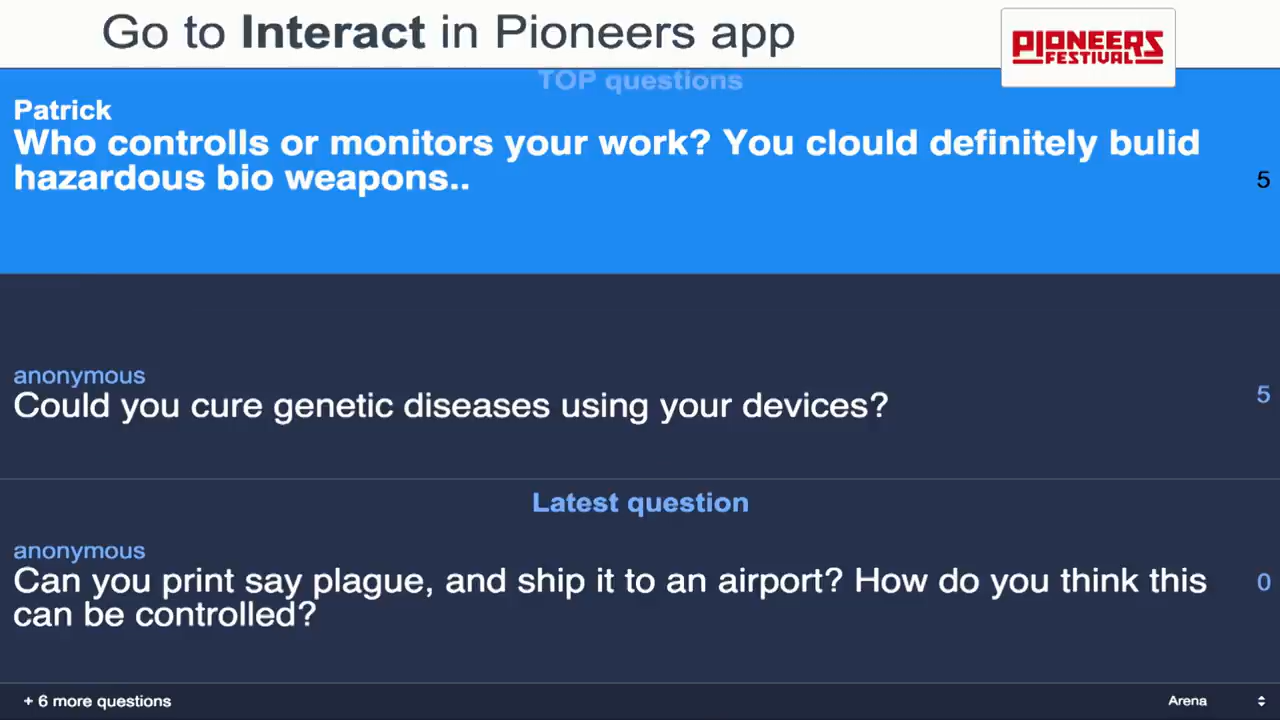 Go to Interact in Pioneers app
PIONEERS
FESTIVAL
TOP questions
Patrick
Who controlls or monitors your work? You clould definitely bulid
hazardous bio weapons..
5
anonymous
Could you cure genetic diseases using your devices?
5
Latest question
anonymous
Can you print say plague, and ship it to an airport? How do you think this
can be controlled?
0
+ 6 more questions
Arena